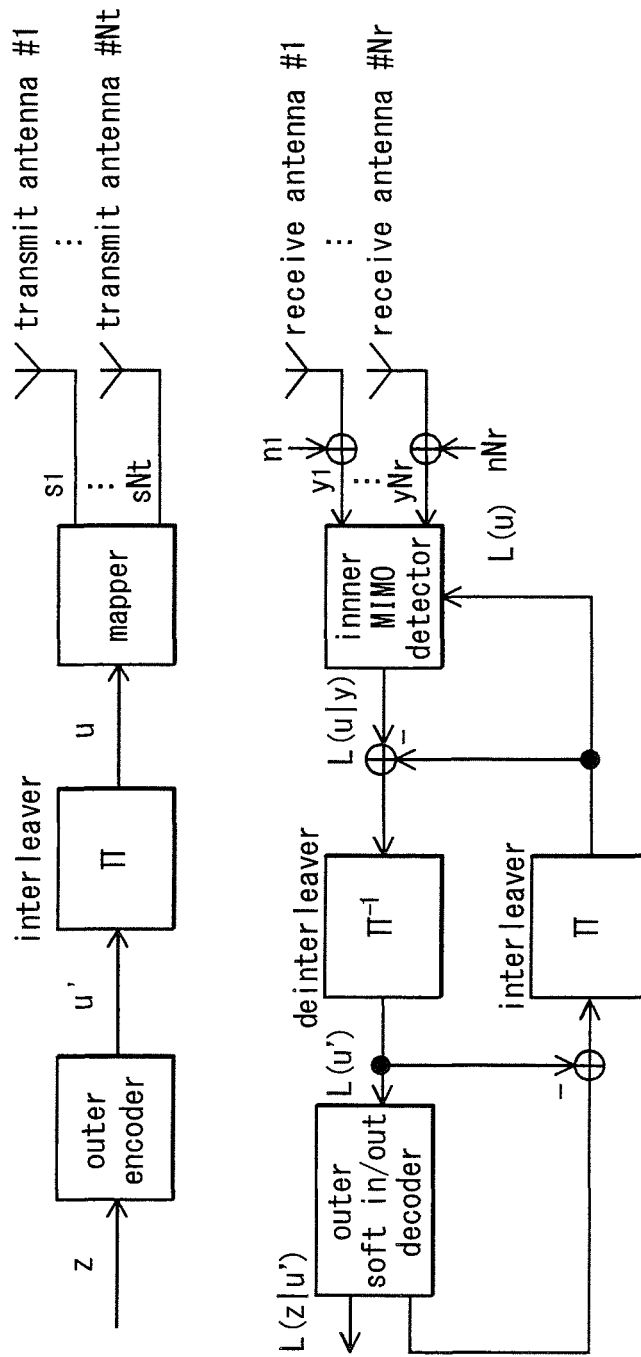 z
outer
encoder
u'
interleaver
Π
u
mapper
s1
⋮
sNt
transmit antenna #1
⋮
transmit antenna #Nt
L(z|u')
outer
soft in/out
decoder
L(u')
deinterleaver
Π-1
interleaver
Π
-
-
L(u|y)
innner
MIMO
detector
L(u)
n1
y1
⋮
yNr
nNr
receive antenna #1
⋮
receive antenna #Nr